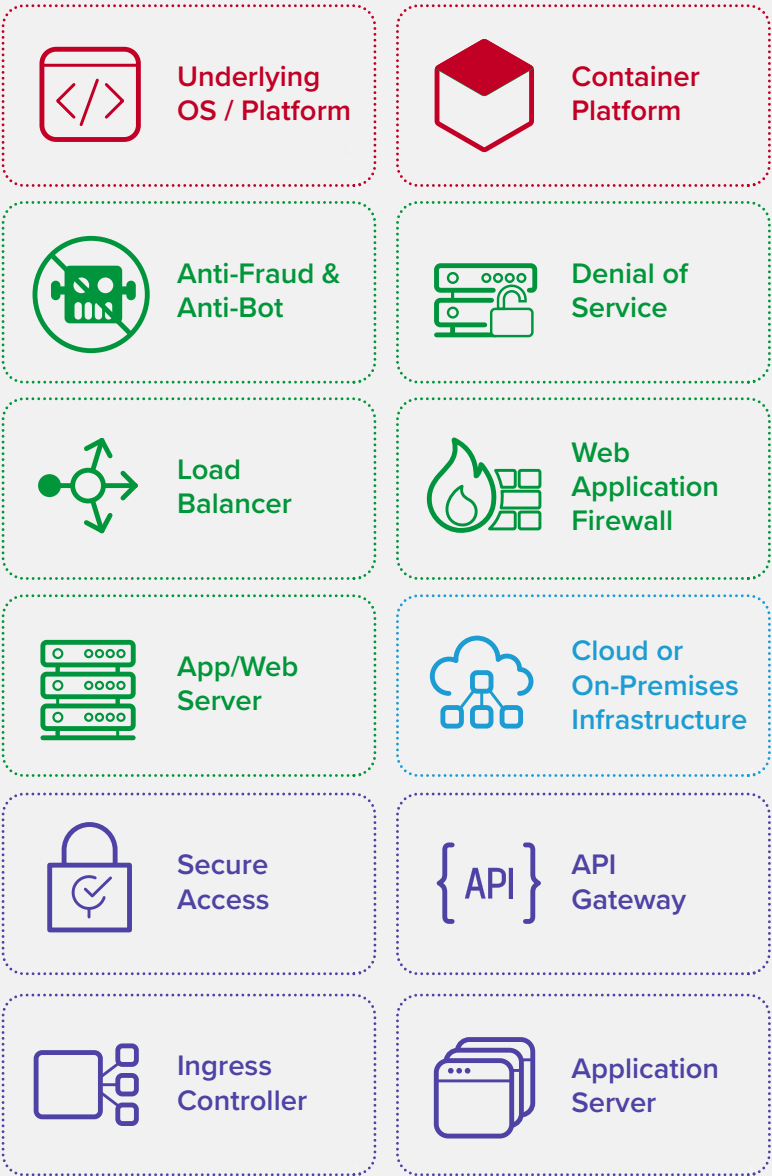 Underlying
OS / Platform
Container
Platform
Anti-Fraud &
Anti-Bot
Denial of
Service
Load
Balancer
Web
Application
Firewall
App/Web
Server
Cloud or
On-Premises
Infrastructure
Secure
Access
API
API
Gateway
Ingress
Controller
Application
Server